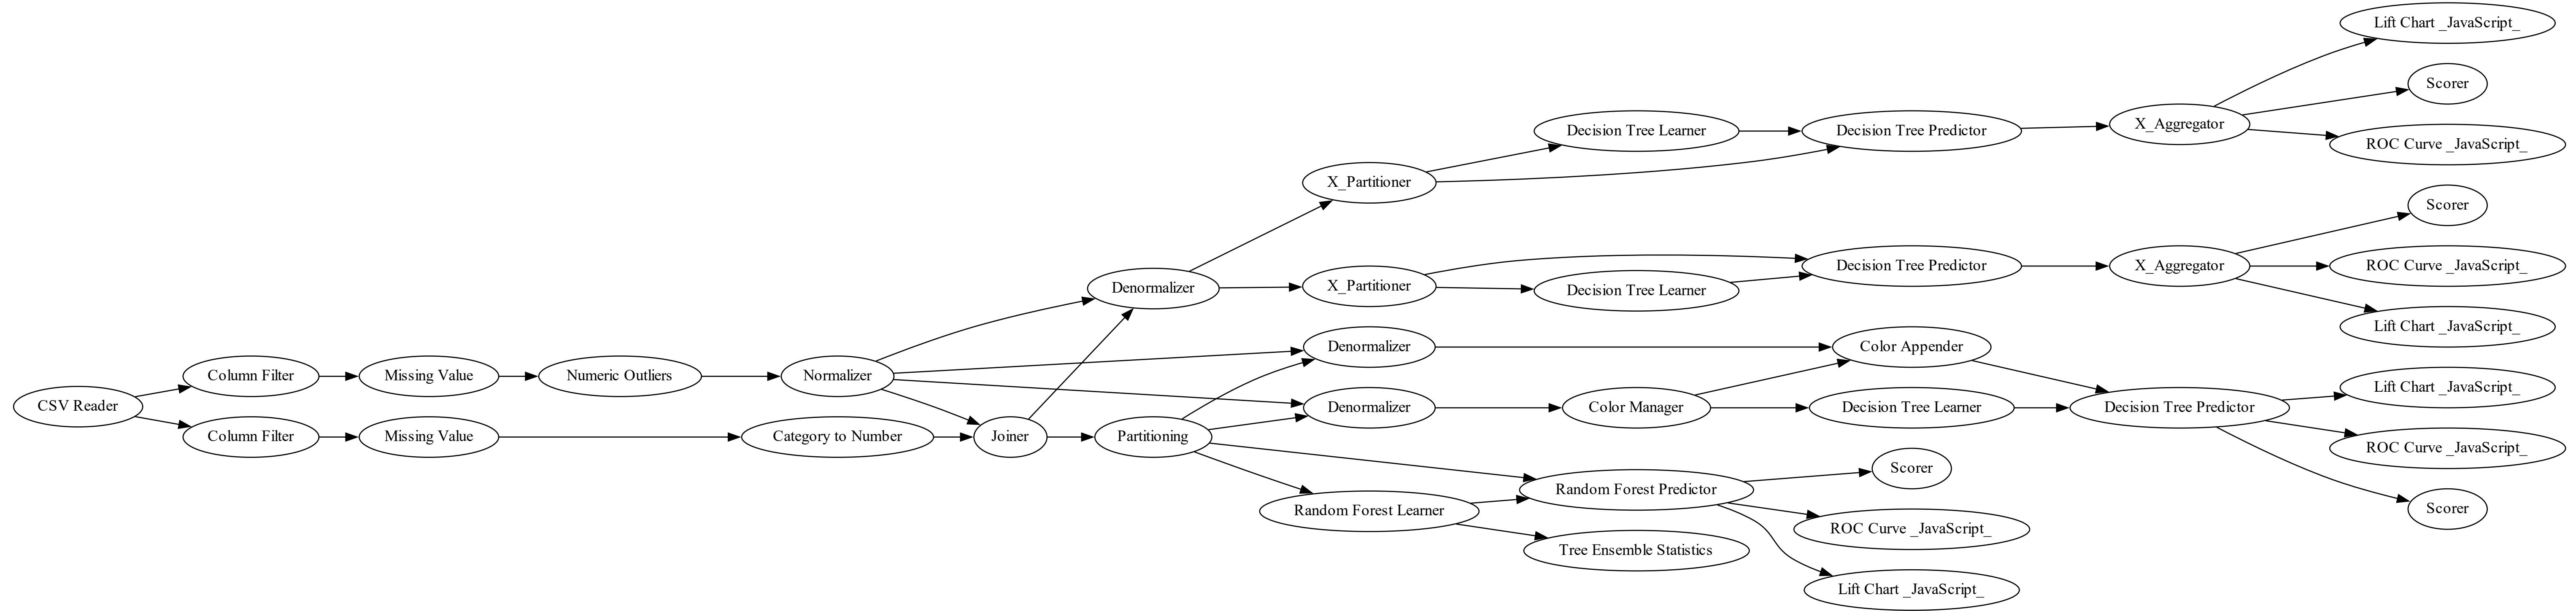 Lift Chart _JavaScript_
Scorer
Decision Tree Learner
Decision Tree Predictor
X_Aggregator
ROC Curve _JavaScript_
X_Partitioner
Scorer
Decision Tree Predictor
X_Aggregator
ROC Curve _JavaScript_
Denormalizer
X_Partitioner
Decision Tree Learner
Lift Chart _JavaScript_
Denormalizer
Color Appender
Column Filter
Missing Value
Numeric Outliers
Normalizer
Lift Chart _JavaScript_
CSV Reader
Denormalizer
Color Manager
Decision Tree Learner
Decision Tree Predictor
Column Filter
Missing Value
Category to Number
Joiner
Partitioning
ROC Curve _JavaScript_
Scorer
Random Forest Predictor
Random Forest Learner
Scorer
ROC Curve _JavaScript_
Tree Ensemble Statistics
Lift Chart _JavaScript_